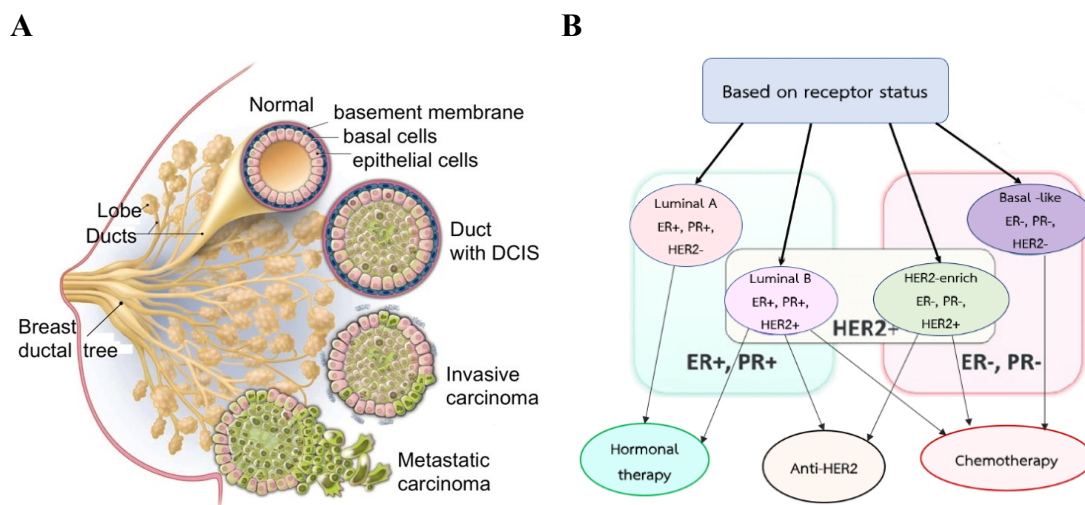 A
B
Normal
basement membrane
basal cells
epithelial cells
Lobe
Ducts
Duct
with DCIS
Breast
ductal tree
Invasive
carcinoma
Metastatic
carcinoma
Based on receptor status
Luminal A
ER+, PR+,
HER2-
Basal -like
ER-, PR-,
HER2-
Luminal B
ER+, PR+,
HER2+
HER2-enrich
ER-, PR-,
HER2+
HER2+
ER+, PR+
ER-, PR-
Hormonal
therapy
Anti-HER2
Chemotherapy